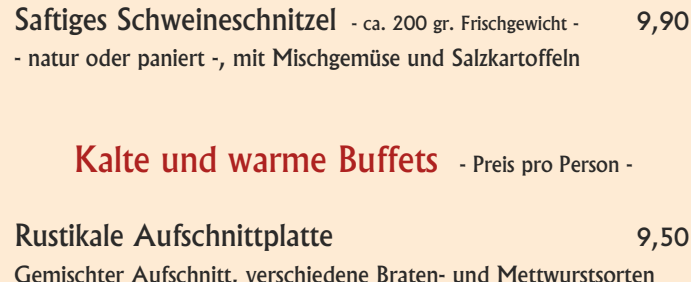 Saftiges Schweineschnitzel - ca. 200 gr. Frischgewicht - 9,90
- natur oder paniert -, mit Mischgemüse und Salzkartoffeln
Kalte und warme Buffets - Preis pro Person -
Rustikale Aufschnittplatte 9,50
Gemischter Aufschnitt, verschiedene Braten- und Mettwurstsorten